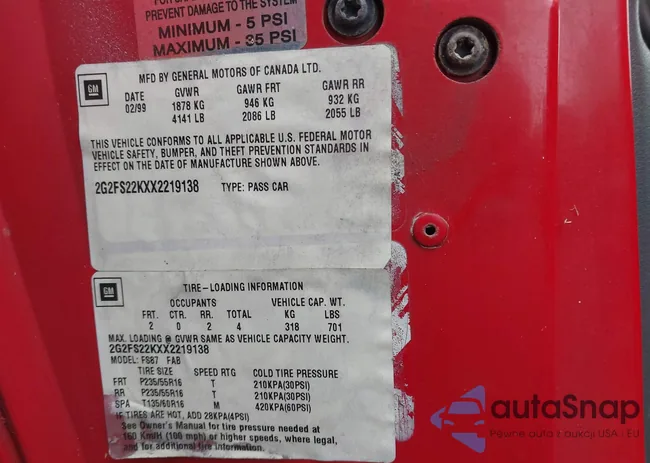 PREVENT DAMAGE TO THE SYSTEM
MINIMUM - 5 PSI
MAXIMUM - 35 PSI
GM
MFD BY GENERAL MOTORS OF CANADA LTD.
DATE GVWR GAWR FRT GAWR RR
02/99 1878 KG 946 KG 932 KG
4141 LB 2086 LB 2055 LB
THIS VEHICLE CONFORMS TO ALL APPLICABLE U.S. FEDERAL MOTOR
VEHICLE SAFETY, BUMPER, AND THEFT PREVENTION STANDARDS IN
EFFECT ON THE DATE OF MANUFACTURE SHOWN ABOVE.
2G2FS22KXX2219138 TYPE: PASS CAR
GM
TIRE-LOADING INFORMATION
OCCUPANTS VEHICLE CAP. WT.
FRT. CTR. RR. TOTAL KG LBS
2 0 2 4 318 701
MAX. LOADING @ GVWR SAME AS VEHICLE CAPACITY WEIGHT.
2G2FS22KXX2219138
MODEL: FS87 FAB
TIRE SIZE SPEED RTG COLD TIRE PRESSURE
FRT P235/55R16 T 210KPA(30PSI)
RR P235/55R16 T 210KPA(30PSI)
SPA T135/60R16 M 420KPA(60PSI)
IF TIRES ARE HOT, ADD 28KPA(4PSI)
See Owner's Manual for tire pressure needed at
160 Km/H (100 mph) or higher speeds, where legal,
and for additional tire information.
autoSnap
Pewne auta z aukcji USA i EU